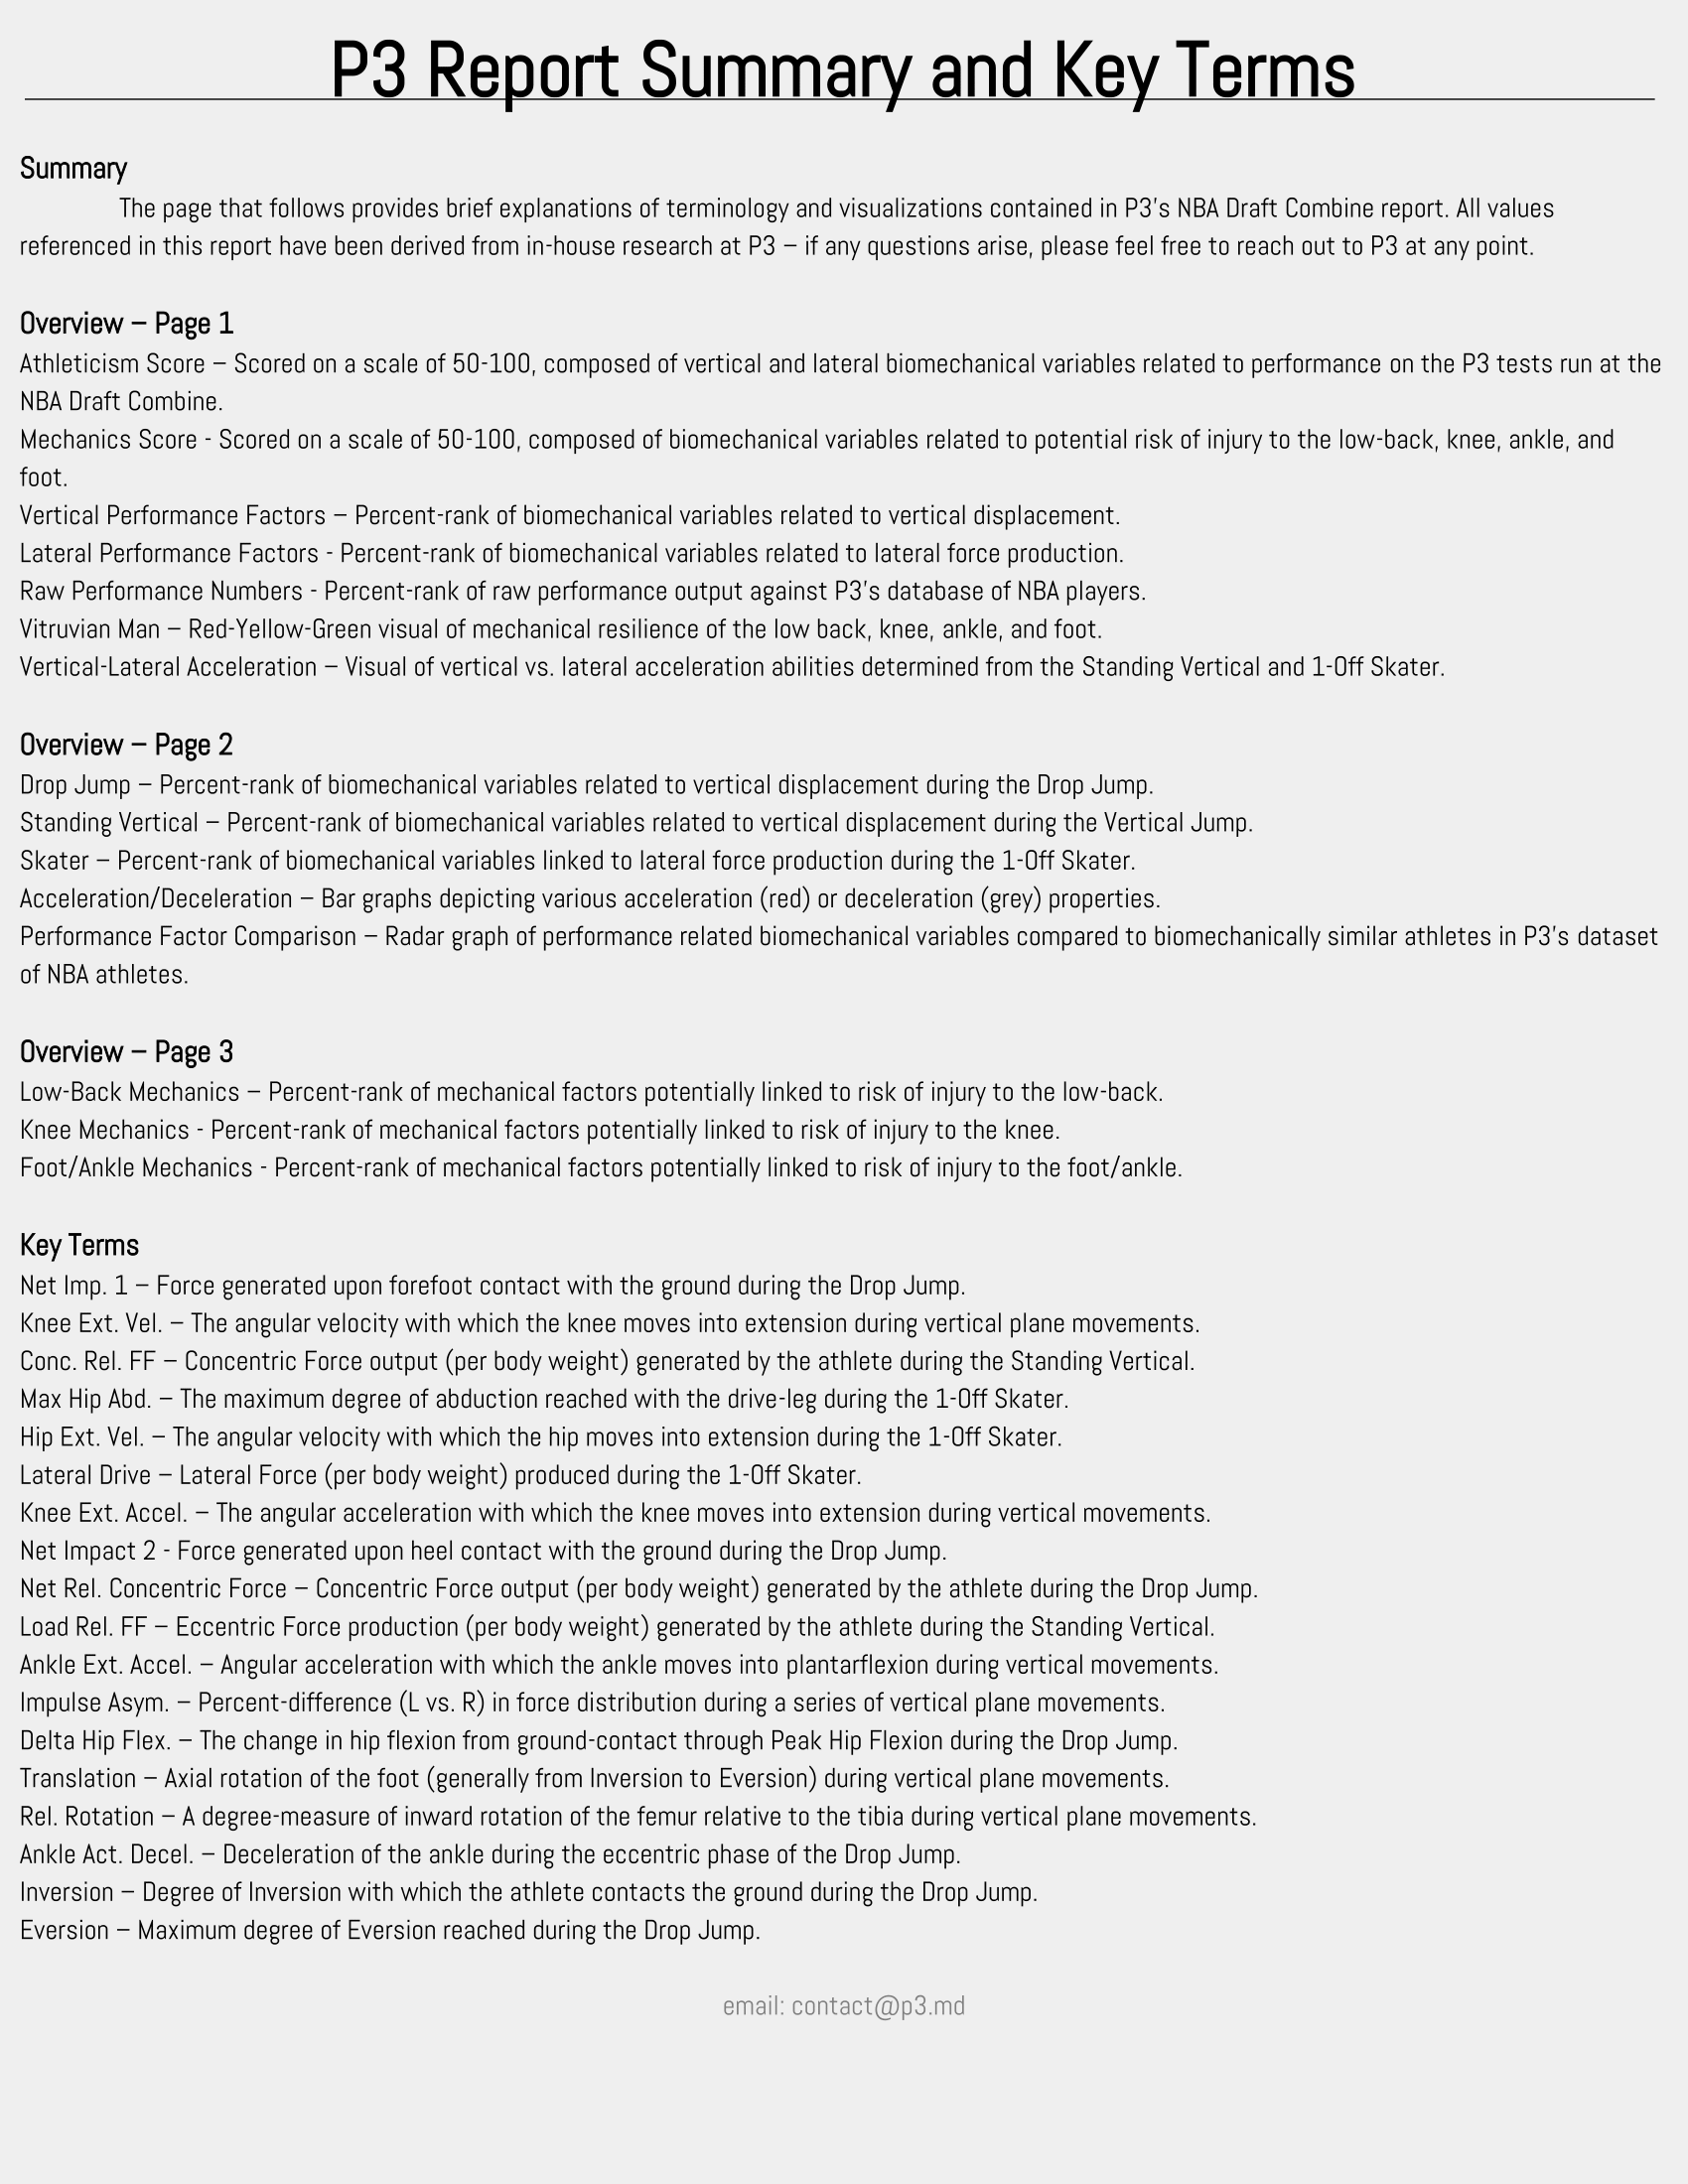 P3 Report Summary and Key Terms
Summary
The page that follows provides brief explanations of terminology and visualizations contained in P3's NBA Draft Combine report. All values
referenced in this report have been derived from in-house research at P3 – if any questions arise, please feel free to reach out to P3 at any point.
Overview – Page 1
Athleticism Score – Scored on a scale of 50-100, composed of vertical and lateral biomechanical variables related to performance on the P3 tests run at the
NBA Draft Combine.
Mechanics Score - Scored on a scale of 50-100, composed of biomechanical variables related to potential risk of injury to the low-back, knee, ankle, and
foot.
Vertical Performance Factors – Percent-rank of biomechanical variables related to vertical displacement.
Lateral Performance Factors - Percent-rank of biomechanical variables related to lateral force production.
Raw Performance Numbers - Percent-rank of raw performance output against P3's database of NBA players.
Vitruvian Man – Red-Yellow-Green visual of mechanical resilience of the low back, knee, ankle, and foot.
Vertical-Lateral Acceleration – Visual of vertical vs. lateral acceleration abilities determined from the Standing Vertical and 1-Off Skater.
Overview – Page 2
Drop Jump – Percent-rank of biomechanical variables related to vertical displacement during the Drop Jump.
Standing Vertical – Percent-rank of biomechanical variables related to vertical displacement during the Vertical Jump.
Skater – Percent-rank of biomechanical variables linked to lateral force production during the 1-Off Skater.
Acceleration/Deceleration – Bar graphs depicting various acceleration (red) or deceleration (grey) properties.
Performance Factor Comparison – Radar graph of performance related biomechanical variables compared to biomechanically similar athletes in P3's dataset
of NBA athletes.
Overview – Page 3
Low-Back Mechanics – Percent-rank of mechanical factors potentially linked to risk of injury to the low-back.
Knee Mechanics - Percent-rank of mechanical factors potentially linked to risk of injury to the knee.
Foot/Ankle Mechanics - Percent-rank of mechanical factors potentially linked to risk of injury to the foot/ankle.
Key Terms
Net Imp. 1 – Force generated upon forefoot contact with the ground during the Drop Jump.
Knee Ext. Vel. – The angular velocity with which the knee moves into extension during vertical plane movements.
Conc. Rel. FF – Concentric Force output (per body weight) generated by the athlete during the Standing Vertical.
Max Hip Abd. – The maximum degree of abduction reached with the drive-leg during the 1-Off Skater.
Hip Ext. Vel. – The angular velocity with which the hip moves into extension during the 1-Off Skater.
Lateral Drive – Lateral Force (per body weight) produced during the 1-Off Skater.
Knee Ext. Accel. – The angular acceleration with which the knee moves into extension during vertical movements.
Net Impact 2 - Force generated upon heel contact with the ground during the Drop Jump.
Net Rel. Concentric Force – Concentric Force output (per body weight) generated by the athlete during the Drop Jump.
Load Rel. FF – Eccentric Force production (per body weight) generated by the athlete during the Standing Vertical.
Ankle Ext. Accel. – Angular acceleration with which the ankle moves into plantarflexion during vertical movements.
Impulse Asym. – Percent-difference (L vs. R) in force distribution during a series of vertical plane movements.
Delta Hip Flex. – The change in hip flexion from ground-contact through Peak Hip Flexion during the Drop Jump.
Translation – Axial rotation of the foot (generally from Inversion to Eversion) during vertical plane movements.
Rel. Rotation – A degree-measure of inward rotation of the femur relative to the tibia during vertical plane movements.
Ankle Act. Decel. – Deceleration of the ankle during the eccentric phase of the Drop Jump.
Inversion – Degree of Inversion with which the athlete contacts the ground during the Drop Jump.
Eversion – Maximum degree of Eversion reached during the Drop Jump.
email: contact@p3.md